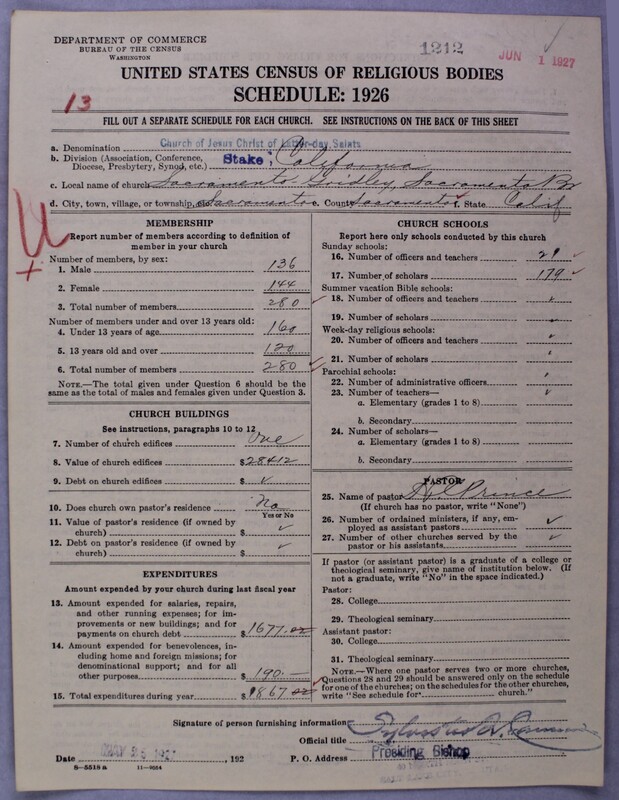 DEPARTMENT OF COMMERCE
BUREAU OF THE CENSUS
WASHINGTON
1212
JUN 1 1927
UNITED STATES CENSUS OF RELIGIOUS BODIES
SCHEDULE: 1926
13
FILL OUT A SEPARATE SCHEDULE FOR EACH CHURCH. SEE INSTRUCTIONS ON THE BACK OF THIS SHEET
a. Denomination Church of Jesus Christ of Latter-day Saints
b. Division (Association, Conference, Diocese, Presbytery, Synod, etc.) Stake; California
c. Local name of church Sacramento Gridley, Sacramento Br
d. City, town, village, or township, Sacramento e. County Sacramento f. State Calif
MEMBERSHIP
Report number of members according to definition of member in your church
Number of members, by sex:
1. Male 136
2. Female 144
3. Total number of members 280
Number of members under and over 13 years old:
4. Under 13 years of age 160
5. 13 years old and over 120
6. Total number of members 280
NOTE.—The total given under Question 6 should be the same as the total of males and females given under Question 3.
CHURCH BUILDINGS
See instructions, paragraphs 10 to 12
7. Number of church edifices One
8. Value of church edifices $28412
9. Debt on church edifices $ ✓
10. Does church own pastor's residence No
Yes or No
11. Value of pastor's residence (if owned by church) $ ✓
12. Debt on pastor's residence (if owned by church) $ ✓
EXPENDITURES
Amount expended by your church during last fiscal year
13. Amount expended for salaries, repairs, and other running expenses; for improvements or new buildings; and for payments on church debt $1677.02
14. Amount expended for benevolences, including home and foreign missions; for denominational support; and for all other purposes 190.—
15. Total expenditures during year $1867.02
CHURCH SCHOOLS
Report here only schools conducted by this church
Sunday schools:
16. Number of officers and teachers 29 ✓
17. Number of scholars 179 ✓
Summer vacation Bible schools:
18. Number of officers and teachers
19. Number of scholars
Week-day religious schools:
20. Number of officers and teachers
21. Number of scholars
Parochial schools:
22. Number of administrative officers
23. Number of teachers—
a. Elementary (grades 1 to 8)
b. Secondary
24. Number of scholars—
a. Elementary (grades 1 to 8)
b. Secondary
PASTOR
25. Name of pastor Prince
(If church has no pastor, write "None")
26. Number of ordained ministers, if any, employed as assistant pastors ✓
27. Number of other churches served by the pastor or his assistants ✓
If pastor (or assistant pastor) is a graduate of a college or theological seminary, give name of institution below. (If not a graduate, write "No" in the space indicated.)
Pastor:
28. College
29. Theological seminary
Assistant pastor:
30. College
31. Theological seminary
NOTE.—Where one pastor serves two or more churches, Questions 28 and 29 should be answered only on the schedule for one of the churches; on the schedules for the other churches, write "See schedule for church."
Signature of person furnishing information Sylvester Q. Cannon
Official title Presiding Bishop
Date MAY 25 1927, 192 P. O. Address
8—5518 a 11—9054